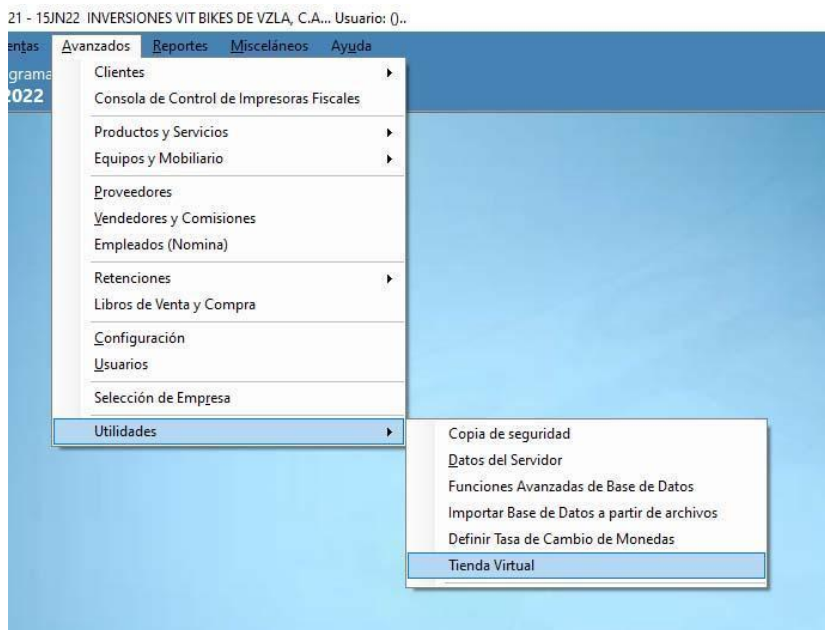 21 - 15JN22 INVERSIONES VIT BIKES DE VZLA, C.A... Usuario: ()..
entas Avanzados Reportes Misceláneos Ayuda
grama
2022
Clientes
Consola de Control de Impresoras Fiscales
Productos y Servicios
Equipos y Mobiliario
Proveedores
Vendedores y Comisiones
Empleados (Nomina)
Retenciones
Libros de Venta y Compra
Configuración
Usuarios
Selección de Empresa
Utilidades
Copia de seguridad
Datos del Servidor
Funciones Avanzadas de Base de Datos
Importar Base de Datos a partir de archivos
Definir Tasa de Cambio de Monedas
Tienda Virtual